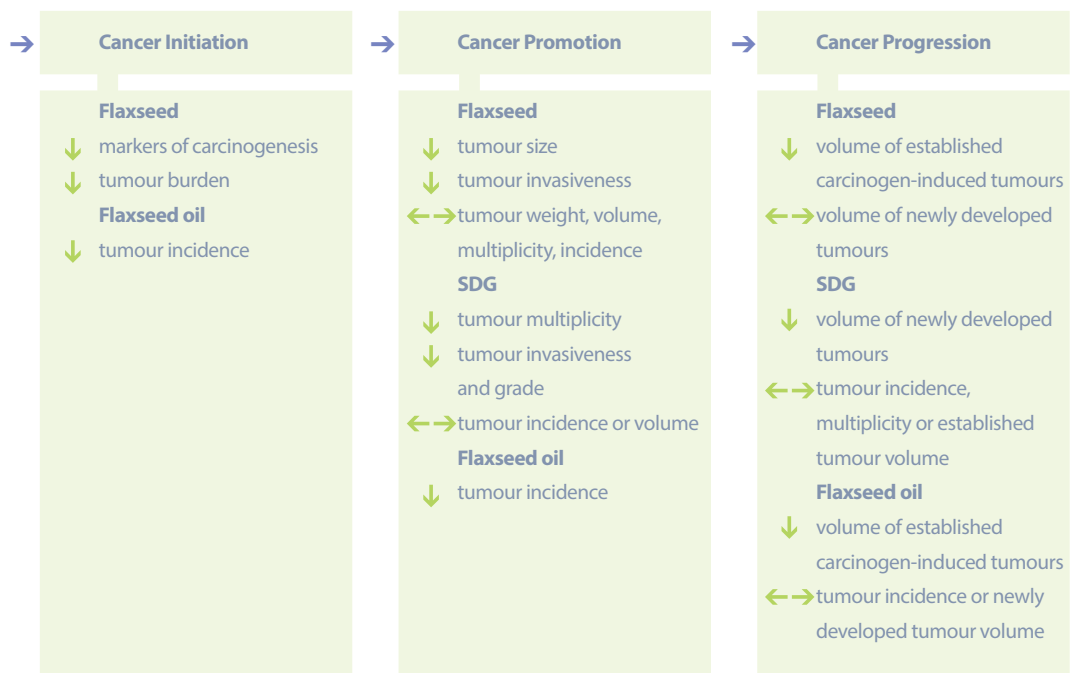 Cancer Initiation
Flaxseed
markers of carcinogenesis
tumour burden
Flaxseed oil
tumour incidence
Cancer Promotion
Flaxseed
tumour size
tumour invasiveness
tumour weight, volume,
multiplicity, incidence
SDG
tumour multiplicity
tumour invasiveness
and grade
tumour incidence or volume
Flaxseed oil
tumour incidence
Cancer Progression
Flaxseed
volume of established
carcinogen-induced tumours
volume of newly developed
tumours
SDG
volume of newly developed
tumours
tumour incidence,
multiplicity or established
tumour volume
Flaxseed oil
volume of established
carcinogen-induced tumours
tumour incidence or newly
developed tumour volume